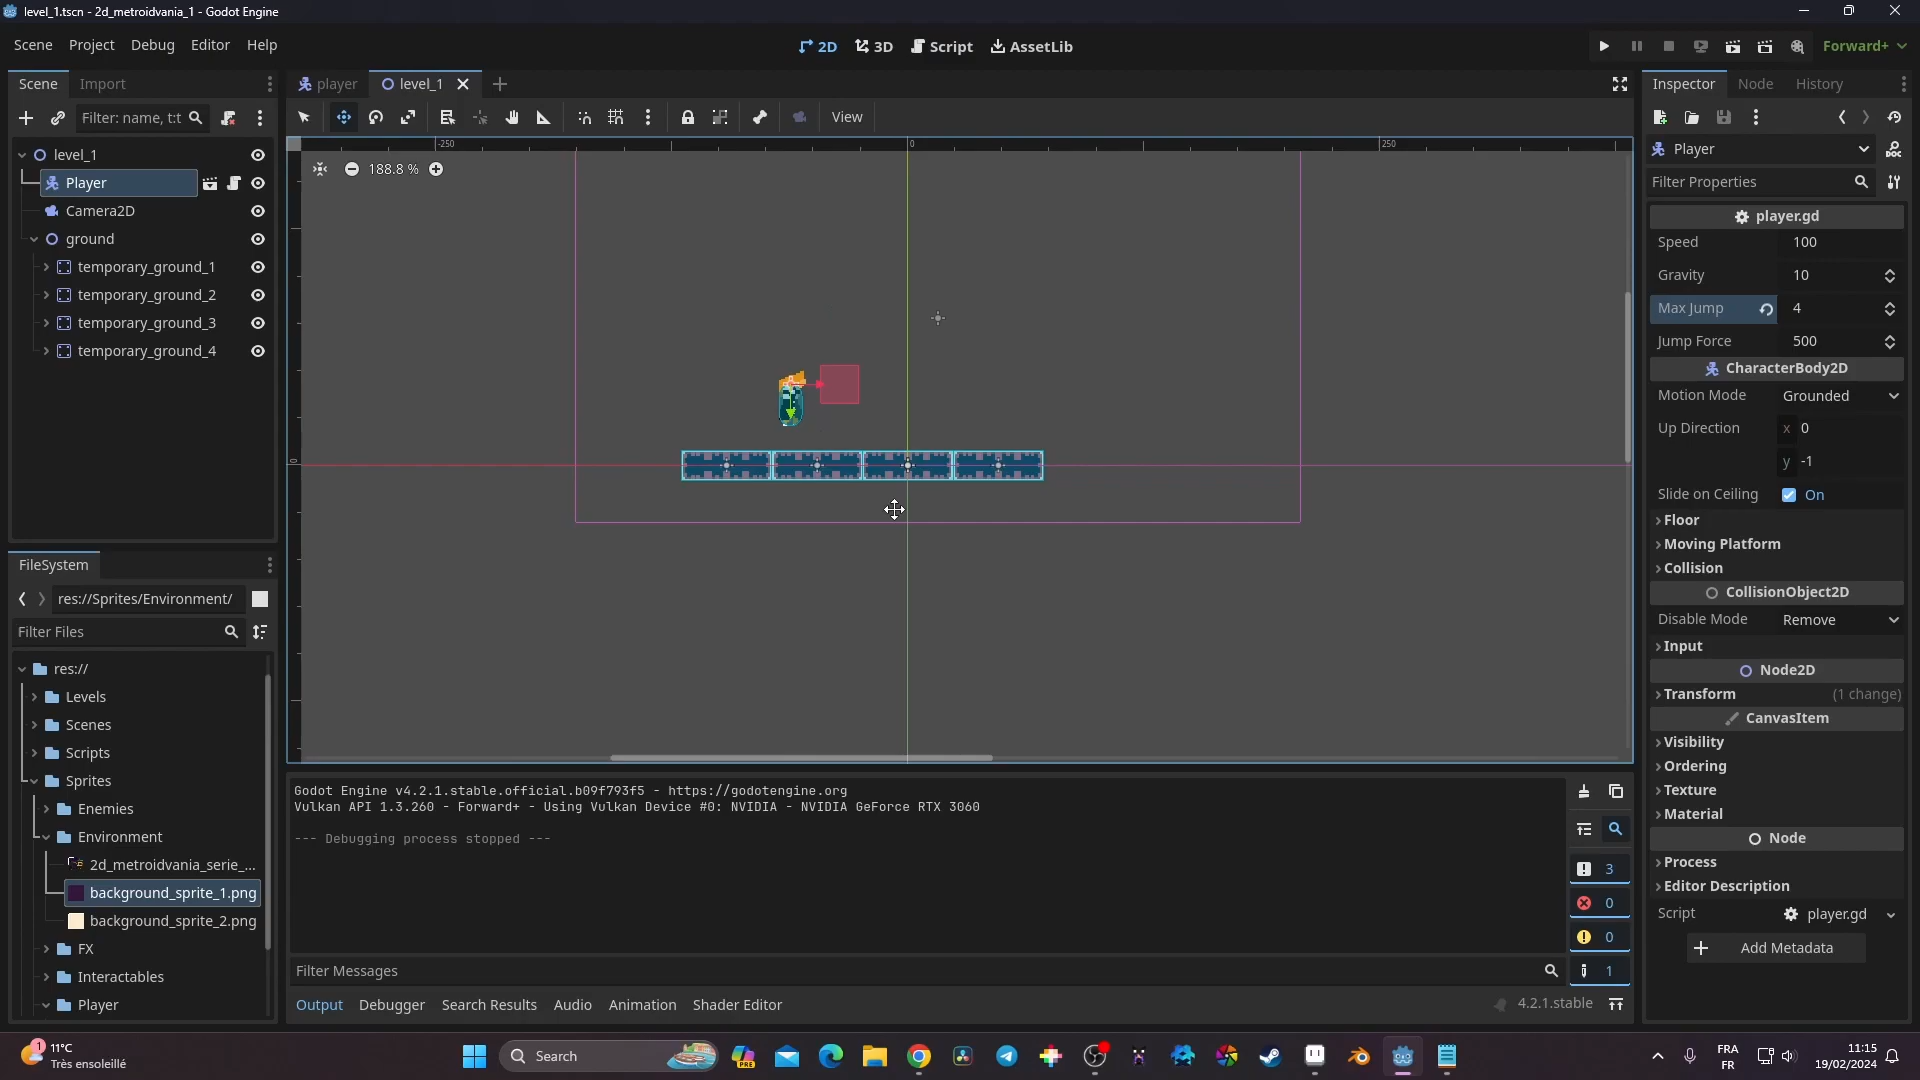 level_1.tscn - 2d_metroidvania_1 - Godot Engine
Scene Project Debug Editor Help
2D 3D Script AssetLib
Forward+
Scene Import
player level_1
Inspector Node History
Filter: name, t:t
View
Player
Filter Properties
-250 0 250
188.8 %
0
level_1
Player
Camera2D
ground
temporary_ground_1
temporary_ground_2
temporary_ground_3
temporary_ground_4
player.gd
Speed 100
Gravity 10
Max Jump 4
Jump Force 500
CharacterBody2D
Motion Mode Grounded
Up Direction x 0
y -1
Slide on Ceiling On
Floor
Moving Platform
Collision
CollisionObject2D
Disable Mode Remove
Input
Node2D
Transform (1 change)
CanvasItem
Visibility
Ordering
Texture
Material
Node
Process
Editor Description
Script player.gd
Add Metadata
FileSystem
res://Sprites/Environment/
Filter Files
res://
Levels
Scenes
Scripts
Sprites
Enemies
Environment
2d_metroidvania_serie_...
background_sprite_1.png
background_sprite_2.png
FX
Interactables
Player
Godot Engine v4.2.1.stable.official.b09f793f5 - https://godotengine.org
Vulkan API 1.3.260 - Forward+ - Using Vulkan Device #0: NVIDIA - NVIDIA GeForce RTX 3060
--- Debugging process stopped ---
3
0
0
1
Filter Messages
Output Debugger Search Results Audio Animation Shader Editor
4.2.1.stable
1
11°C
Très ensoleillé
Search
PRE
FRA
FR
11:15
19/02/2024